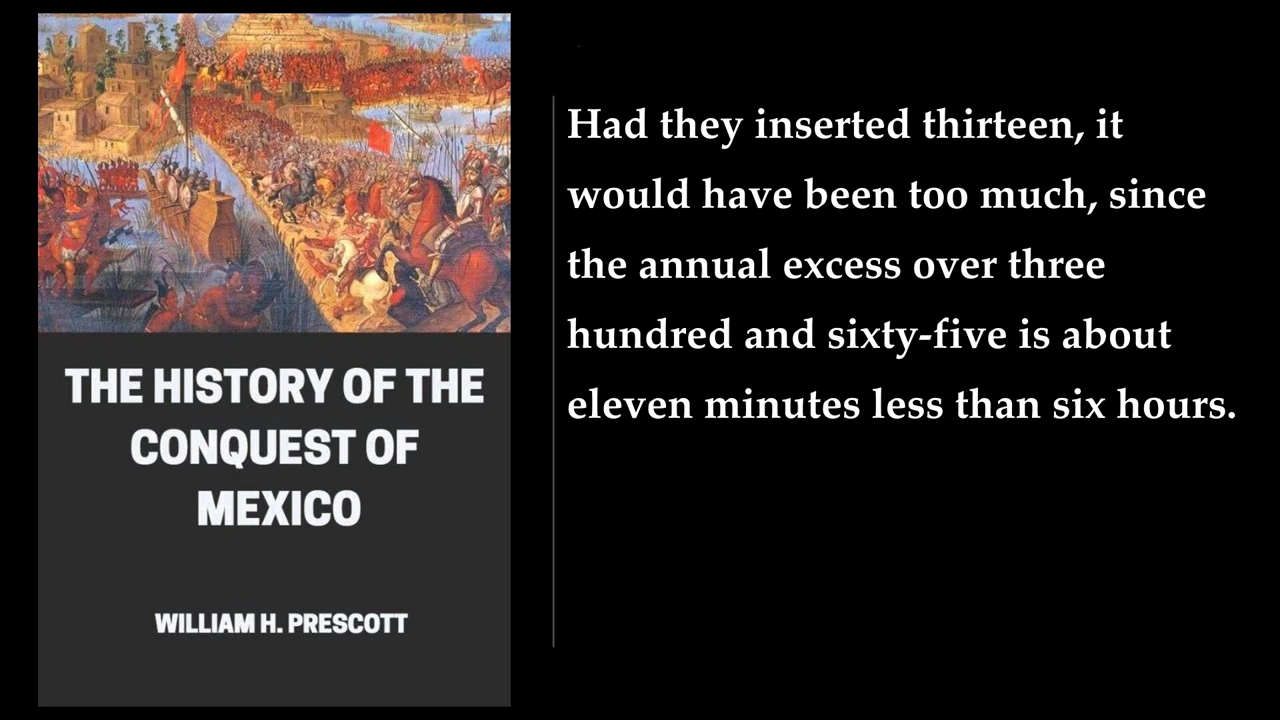 THE HISTORY OF THE
CONQUEST OF
MEXICO
WILLIAM H. PRESCOTT
Had they inserted thirteen, it
would have been too much, since
the annual excess over three
hundred and sixty-five is about
eleven minutes less than six hours.